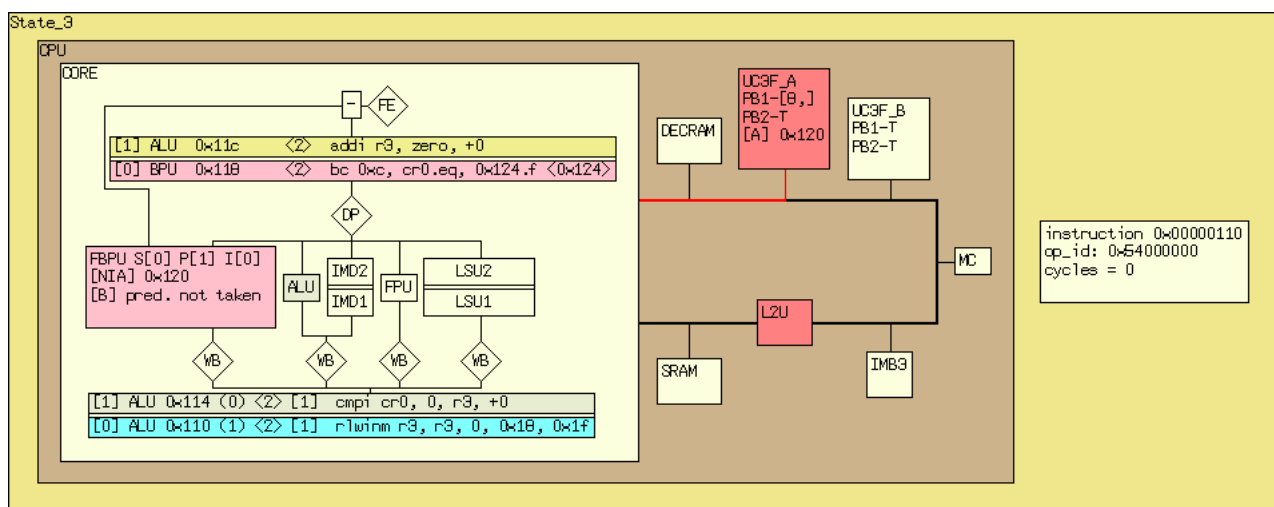 State_3
CPU
CORE
FE
[1] ALU 0x11c <2> addi r3, zero, +0
[0] BPU 0x118 <2> bc 0xc, cr0.eq, 0x124.f <0x124>
DP
FBPU S[0] P[1] I[0]
[NIA] 0x120
[B] pred. not taken
ALU
IMD2
IMD1
FPU
LSU2
LSU1
WB
WB
WB
WB
[1] ALU 0x114 (0) <2> [1] cmpi cr0, 0, r3, +0
[0] ALU 0x110 (1) <2> [1] rlwinm r3, r3, 0, 0x18, 0x1f
DECRAM
UC3F_A
PB1-[8,]
PB2-T
[A] 0x120
UC3F_B
PB1-T
PB2-T
MC
L2U
SRAM
IMB3
instruction 0x00000110
op_id: 0x54000000
cycles = 0